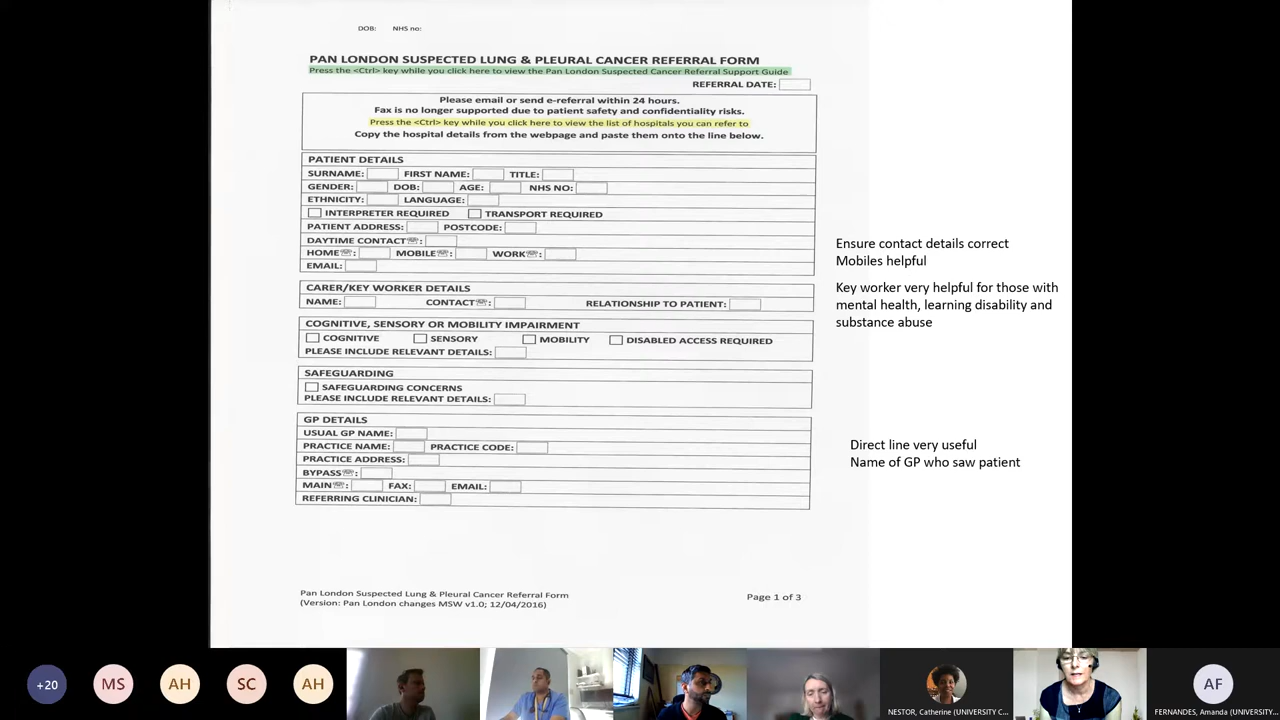 DOB: NHS no:
PAN LONDON SUSPECTED LUNG & PLEURAL CANCER REFERRAL FORM
Press the <Ctrl> key while you click here to view the Pan London Suspected Cancer Referral Support Guide
REFERRAL DATE:
Please email or send e-referral within 24 hours.
Fax is no longer supported due to patient safety and confidentiality risks.
Press the <Ctrl> key while you click here to view the list of hospitals you can refer to
Copy the hospital details from the webpage and paste them onto the line below.
PATIENT DETAILS
SURNAME: FIRST NAME: TITLE:
GENDER: DOB: AGE: NHS NO:
ETHNICITY: LANGUAGE:
INTERPRETER REQUIRED TRANSPORT REQUIRED
PATIENT ADDRESS: POSTCODE:
DAYTIME CONTACT☏:
HOME☏: MOBILE☏: WORK☏:
EMAIL:
Ensure contact details correct
Mobiles helpful
CARER/KEY WORKER DETAILS
NAME: CONTACT☏: RELATIONSHIP TO PATIENT:
Key worker very helpful for those with
mental health, learning disability and
substance abuse
COGNITIVE, SENSORY OR MOBILITY IMPAIRMENT
COGNITIVE SENSORY MOBILITY DISABLED ACCESS REQUIRED
PLEASE INCLUDE RELEVANT DETAILS:
SAFEGUARDING
SAFEGUARDING CONCERNS
PLEASE INCLUDE RELEVANT DETAILS:
GP DETAILS
USUAL GP NAME:
PRACTICE NAME: PRACTICE CODE:
PRACTICE ADDRESS:
BYPASS☏:
MAIN☏: FAX: EMAIL:
REFERRING CLINICIAN:
Direct line very useful
Name of GP who saw patient
Pan London Suspected Lung & Pleural Cancer Referral Form
(Version: Pan London changes MSW v1.0; 12/04/2016)
Page 1 of 3
+20 MS AH SC AH AF
NESTOR, Catherine (UNIVERSITY C...
FERNANDES, Amanda (UNIVERSITY...